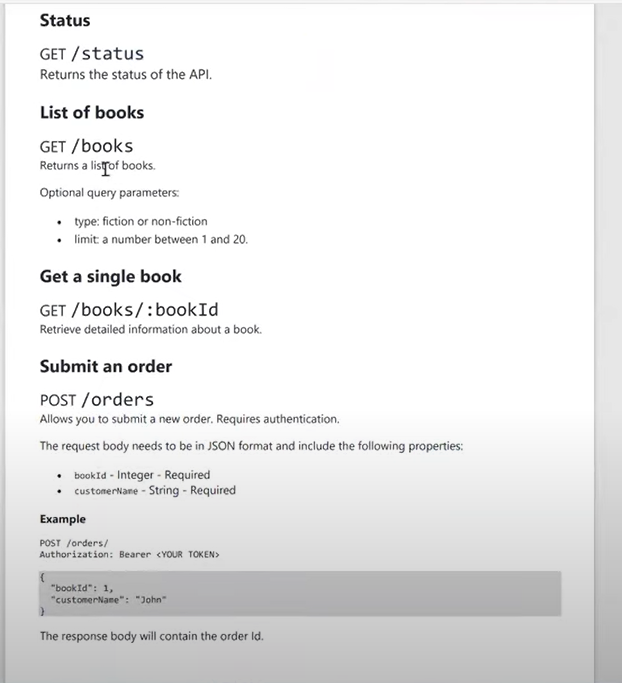 Status
GET /status
Returns the status of the API.
List of books
GET /books
Returns a list of books.
Optional query parameters:
• type: fiction or non-fiction
• limit: a number between 1 and 20.
Get a single book
GET /books/:bookId
Retrieve detailed information about a book.
Submit an order
POST /orders
Allows you to submit a new order. Requires authentication.
The request body needs to be in JSON format and include the following properties:
• bookId - Integer - Required
• customerName - String - Required
Example
POST /orders/
Authorization: Bearer <YOUR TOKEN>
{
"bookId": 1,
"customerName": "John"
}
The response body will contain the order Id.